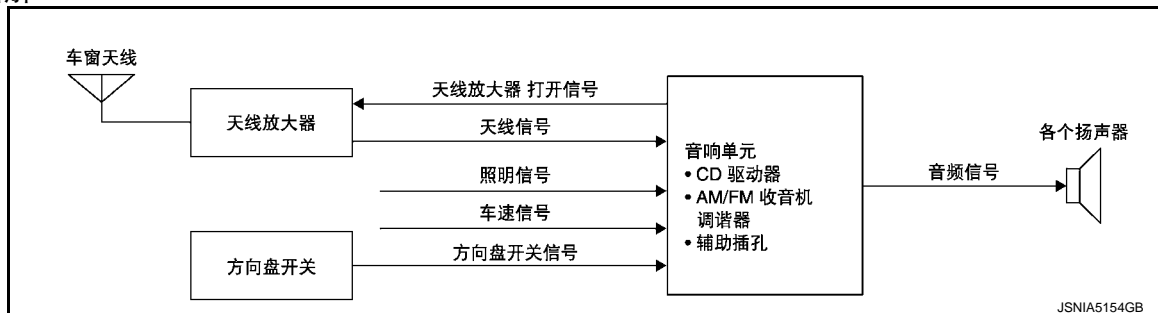 车窗天线
天线放大器
天线放大器 打开信号
天线信号
照明信号
车速信号
方向盘开关
方向盘开关信号
音响单元
• CD 驱动器
• AM/FM 收音机
调谐器
• 辅助插孔
音频信号
各个扬声器
JSNIA5154GB